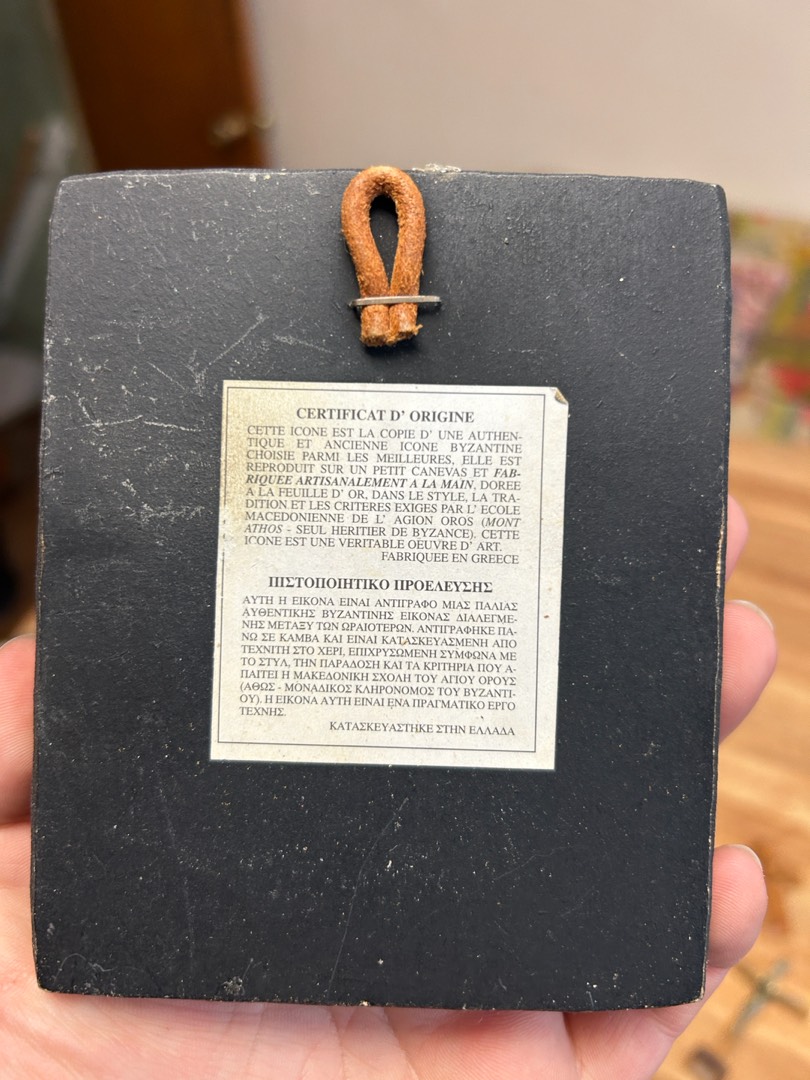 CERTIFICAT D' ORIGINE
CETTE ICONE EST LA COPIE D' UNE AUTHEN-
TIQUE ET ANCIENNE ICONE BYZANTINE
CHOISIE PARMI LES MEILLEURES, ELLE EST
REPRODUIT SUR UN PETIT CANEVAS ET FAB-
RIQUEE ARTISANALEMENT A LA MAIN, DOREE
A LA FEUILLE D' OR, DANS LE STYLE, LA TRA-
DITION ET LES CRITERES EXIGES PAR L' ECOLE
MACEDONIENNE DE L' AGION OROS (MONT
ATHOS - SEUL HERITIER DE BYZANCE). CETTE
ICONE EST UNE VERITABLE OEUVRE D' ART.
FABRIQUEE EN GREECE
ΠΙΣΤΟΠΟΙΗΤΙΚΟ ΠΡΟΕΛΕΥΣΗΣ
ΑΥΤΗ Η ΕΙΚΟΝΑ ΕΙΝΑΙ ΑΝΤΙΓΡΑΦΟ ΜΙΑΣ ΠΑΛΙΑΣ
ΑΥΘΕΝΤΙΚΗΣ ΒΥΖΑΝΤΙΝΗΣ ΕΙΚΟΝΑΣ ΔΙΑΛΕΓΜΕ-
ΝΗΣ ΜΕΤΑΞΥ ΤΩΝ ΩΡΑΙΟΤΕΡΩΝ. ΑΝΤΙΓΡΑΦΗΚΕ ΠΑ-
ΝΩ ΣΕ ΚΑΜΒΑ ΚΑΙ ΕΙΝΑΙ ΚΑΤΑΣΚΕΥΑΣΜΕΝΗ ΑΠΟ
ΤΕΧΝΙΤΗ ΣΤΟ ΧΕΡΙ, ΕΠΙΧΡΥΣΩΜΕΝΗ ΣΥΜΦΩΝΑ ΜΕ
ΤΟ ΣΤΥΛ, ΤΗΝ ΠΑΡΑΔΟΣΗ ΚΑΙ ΤΑ ΚΡΙΤΗΡΙΑ ΠΟΥ Α-
ΠΑΙΤΕΙ Η ΜΑΚΕΔΟΝΙΚΗ ΣΧΟΛΗ ΤΟΥ ΑΓΙΟΥ ΟΡΟΥΣ
(ΑΘΩΣ - ΜΟΝΑΔΙΚΟΣ ΚΛΗΡΟΝΟΜΟΣ ΤΟΥ ΒΥΖΑΝΤΙ-
ΟΥ). Η ΕΙΚΟΝΑ ΑΥΤΗ ΕΙΝΑΙ ΕΝΑ ΠΡΑΓΜΑΤΙΚΟ ΕΡΓΟ
ΤΕΧΝΗΣ.
ΚΑΤΑΣΚΕΥΑΣΤΗΚΕ ΣΤΗΝ ΕΛΛΑΔΑ